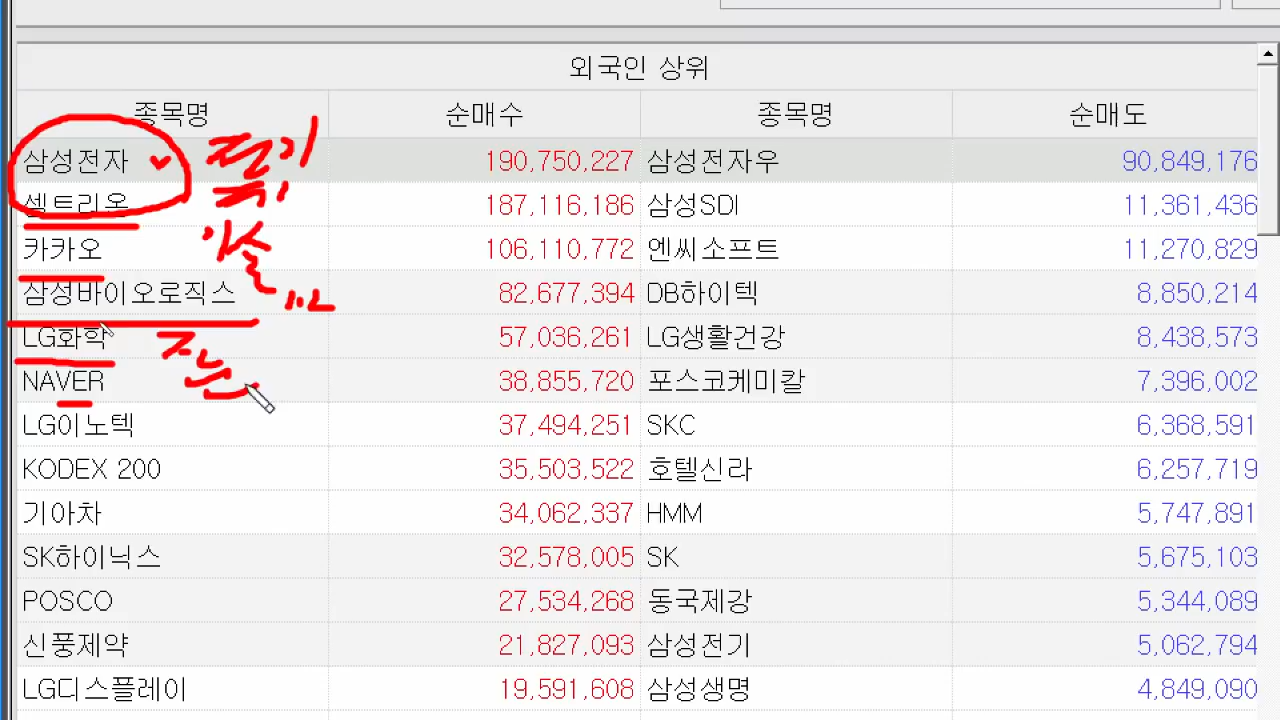 외국인 상위
종목명 순매수 종목명 순매도
삼성전자 190,750,227 삼성전자우 90,849,176
셀트리온 187,116,186 삼성SDI 11,361,436
카카오 106,110,772 엔씨소프트 11,270,829
삼성바이오로직스 82,677,394 DB하이텍 8,850,214
LG화학 57,036,261 LG생활건강 8,438,573
NAVER 38,855,720 포스코케미칼 7,396,002
LG이노텍 37,494,251 SKC 6,368,591
KODEX 200 35,503,522 호텔신라 6,257,719
기아차 34,062,337 HMM 5,747,891
SK하이닉스 32,578,005 SK 5,675,103
POSCO 27,534,268 동국제강 5,344,089
신풍제약 21,827,093 삼성전기 5,062,794
LG디스플레이 19,591,608 삼성생명 4,849,090